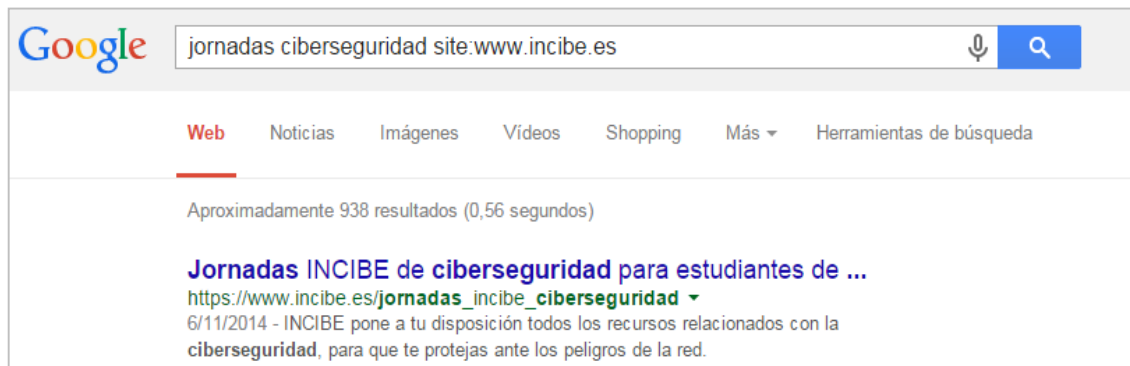 Google jornadas ciberseguridad site:www.incibe.es
Web Noticias Imágenes Vídeos Shopping Más Herramientas de búsqueda
Aproximadamente 938 resultados (0,56 segundos)
Jornadas INCIBE de ciberseguridad para estudiantes de ...
https://www.incibe.es/jornadas_incibe_ciberseguridad
6/11/2014 - INCIBE pone a tu disposición todos los recursos relacionados con la
ciberseguridad, para que te protejas ante los peligros de la red.